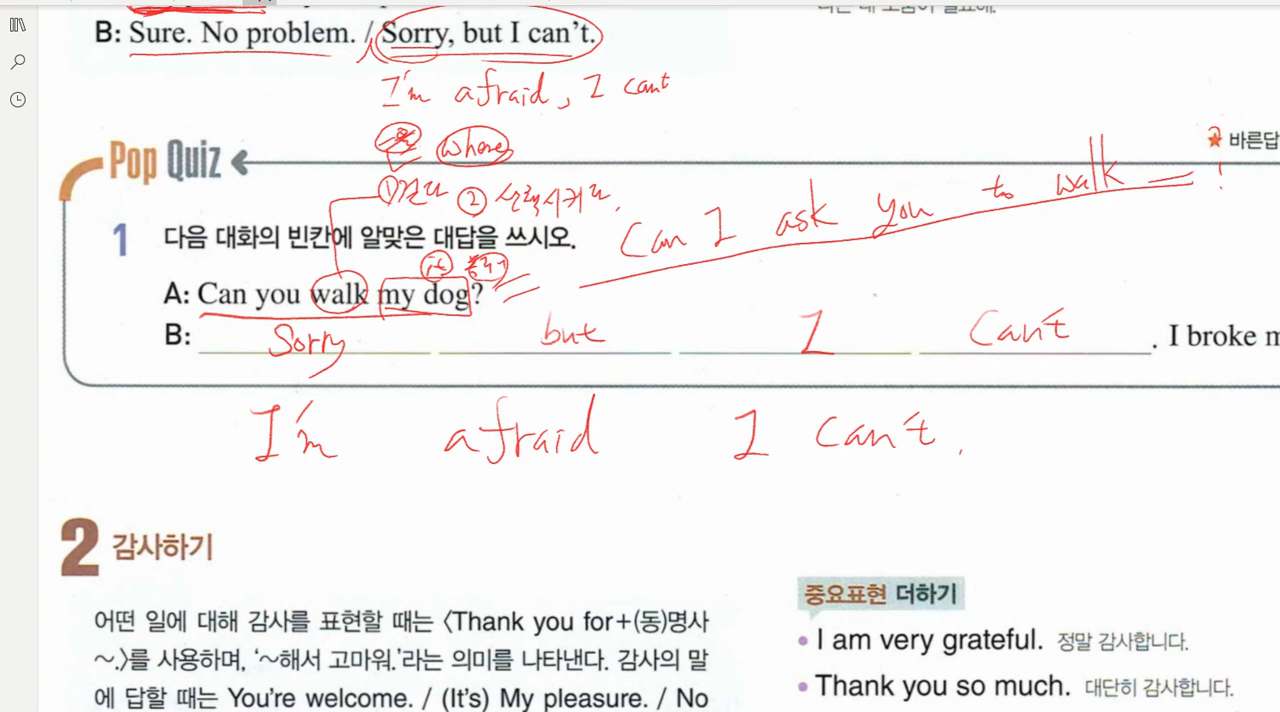 B: Sure. No problem. / Sorry, but I can't.
I'm afraid, I can't
where
Pop Quiz
바른답
① 걷다 ② 산책시키다.
Can I ask you to walk — ?
1 다음 대화의 빈칸에 알맞은 대답을 쓰시오.
it
A: Can you walk my dog?
B: Sorry but I can't. I broke m
I'm afraid I can't.
2 감사하기
어떤 일에 대해 감사를 표현할 때는 〈Thank you for+(동)명사
~.〉를 사용하며, '~해서 고마워.'라는 의미를 나타낸다. 감사의 말
에 답할 때는 You're welcome. / (It's) My pleasure. / No
중요표현 더하기
• I am very grateful. 정말 감사합니다.
• Thank you so much. 대단히 감사합니다.